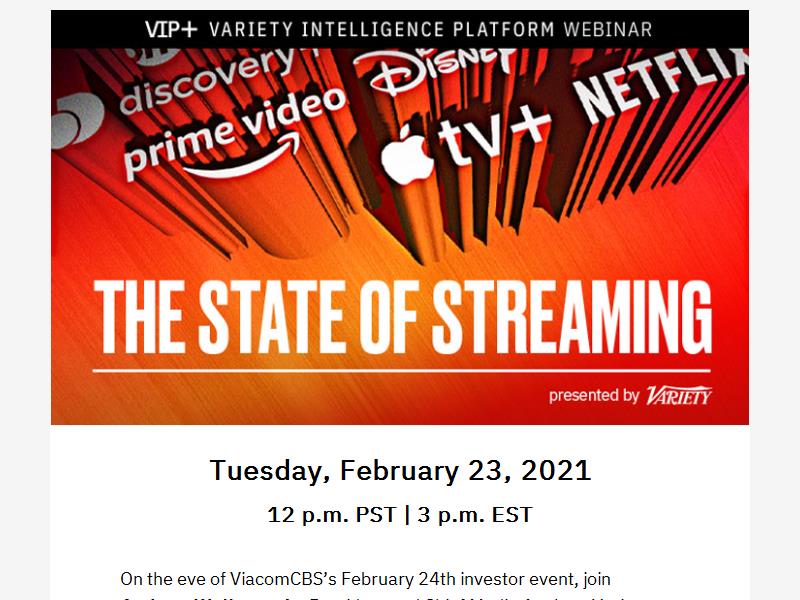 VIP+ VARIETY INTELLIGENCE PLATFORM WEBINAR
discovery+
DISNEY
NETFLIX
prime video
tv+
THE STATE OF STREAMING
presented by VARIETY
Tuesday, February 23, 2021
12 p.m. PST | 3 p.m. EST
On the eve of ViacomCBS's February 24th investor event, join